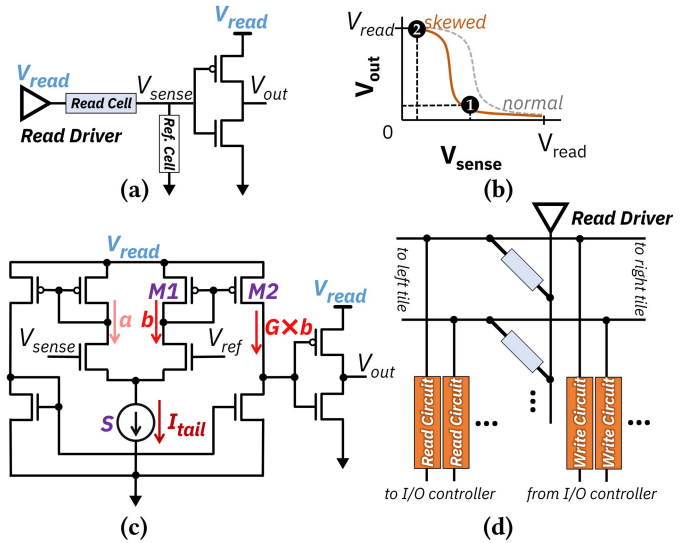 V_read
V_read
Read Cell
V_sense
V_out
Read Driver
Ref. Cell
(a)
V_read
2
skewed
V_out
1
normal
0
V_read
V_sense
(b)
V_read
M1
M2
V_read
a
b
G×b
V_sense
V_ref
V_out
S
I_tail
(c)
Read Driver
to left tile
to right tile
Read Circuit
Read Circuit
...
...
Write Circuit
Write Circuit
...
to I/O controller
from I/O controller
(d)